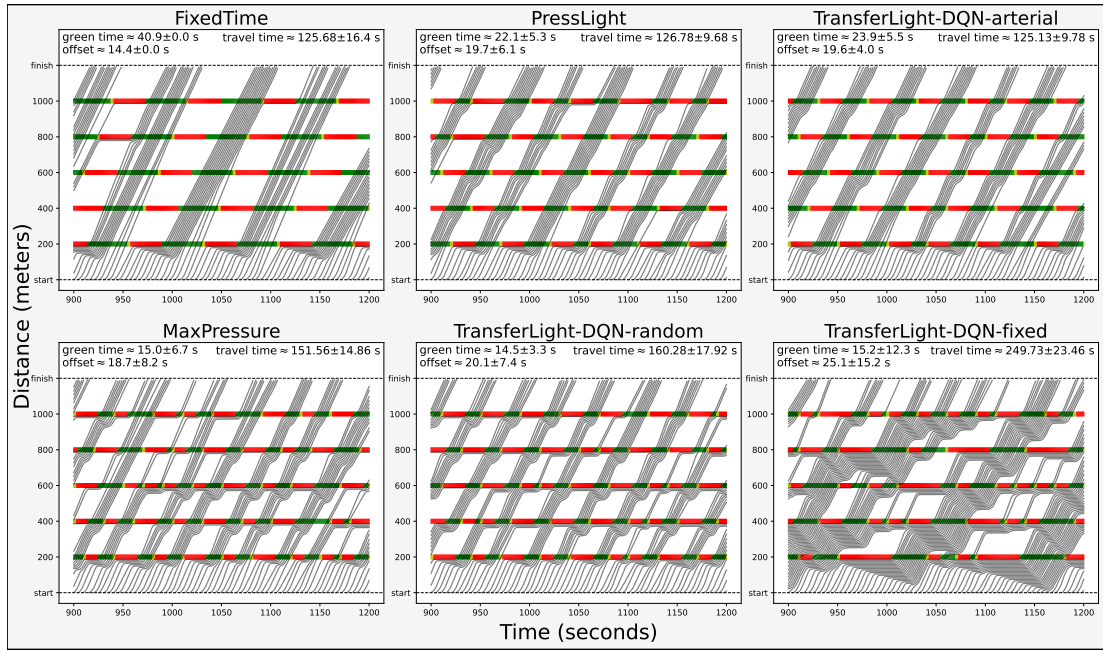 FixedTime
green time ≈ 40.9±0.0 s travel time ≈ 125.68±16.4 s
offset ≈ 14.4±0.0 s
finish
1000
800
600
400
200
start
900 950 1000 1050 1100 1150 1200
PressLight
green time ≈ 22.1±5.3 s travel time ≈ 126.78±9.68 s
offset ≈ 19.7±6.1 s
finish
1000
800
600
400
200
start
900 950 1000 1050 1100 1150 1200
TransferLight-DQN-arterial
green time ≈ 23.9±5.5 s travel time ≈ 125.13±9.78 s
offset ≈ 19.6±4.0 s
finish
1000
800
600
400
200
start
900 950 1000 1050 1100 1150 1200
MaxPressure
green time ≈ 15.0±6.7 s travel time ≈ 151.56±14.86 s
offset ≈ 18.7±8.2 s
finish
1000
800
600
400
200
start
900 950 1000 1050 1100 1150 1200
TransferLight-DQN-random
green time ≈ 14.5±3.3 s travel time ≈ 160.28±17.92 s
offset ≈ 20.1±7.4 s
finish
1000
800
600
400
200
start
900 950 1000 1050 1100 1150 1200
TransferLight-DQN-fixed
green time ≈ 15.2±12.3 s travel time ≈ 249.73±23.46 s
offset ≈ 25.1±15.2 s
finish
1000
800
600
400
200
start
900 950 1000 1050 1100 1150 1200
Distance (meters)
Time (seconds)